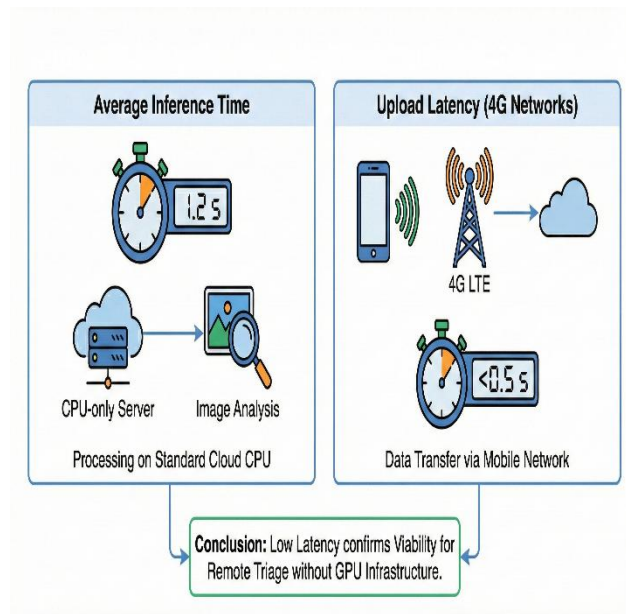 Average Inference Time
1.2 s
CPU-only Server
Image Analysis
Processing on Standard Cloud CPU
Upload Latency (4G Networks)
4G LTE
<0.5 s
Data Transfer via Mobile Network
Conclusion: Low Latency confirms Viability for
Remote Triage without GPU Infrastructure.